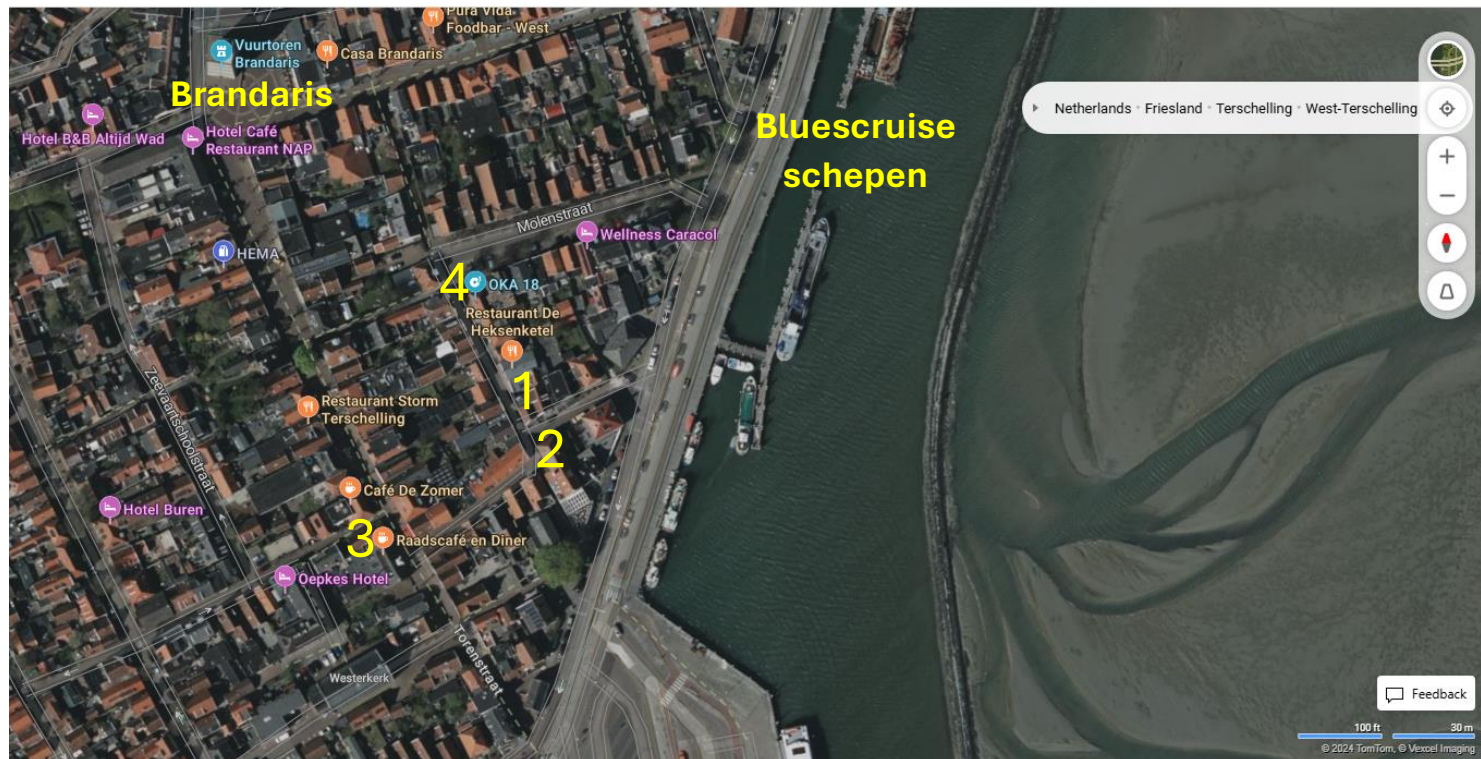 Pura Vida
Foodbar - West
Vuurtoren
Brandaris
Casa Brandaris
Brandaris
Hotel B&B Altijd Wad
Hotel Café
Restaurant NAP
Bluescruise
schepen
Netherlands • Friesland • Terschelling • West-Terschelling
Molenstraat
Wellness Caracol
HEMA
4
OKA 18
Restaurant De
Heksenketel
1
Zeevaartschoolstraat
Restaurant Storm
Terschelling
2
Café De Zomer
Hotel Buren
3
Raadscafé en Diner
Oepkes Hotel
Torenstraat
Westerkerk
Feedback
100 ft 30 m
© 2024 TomTom, © Vexcel Imaging